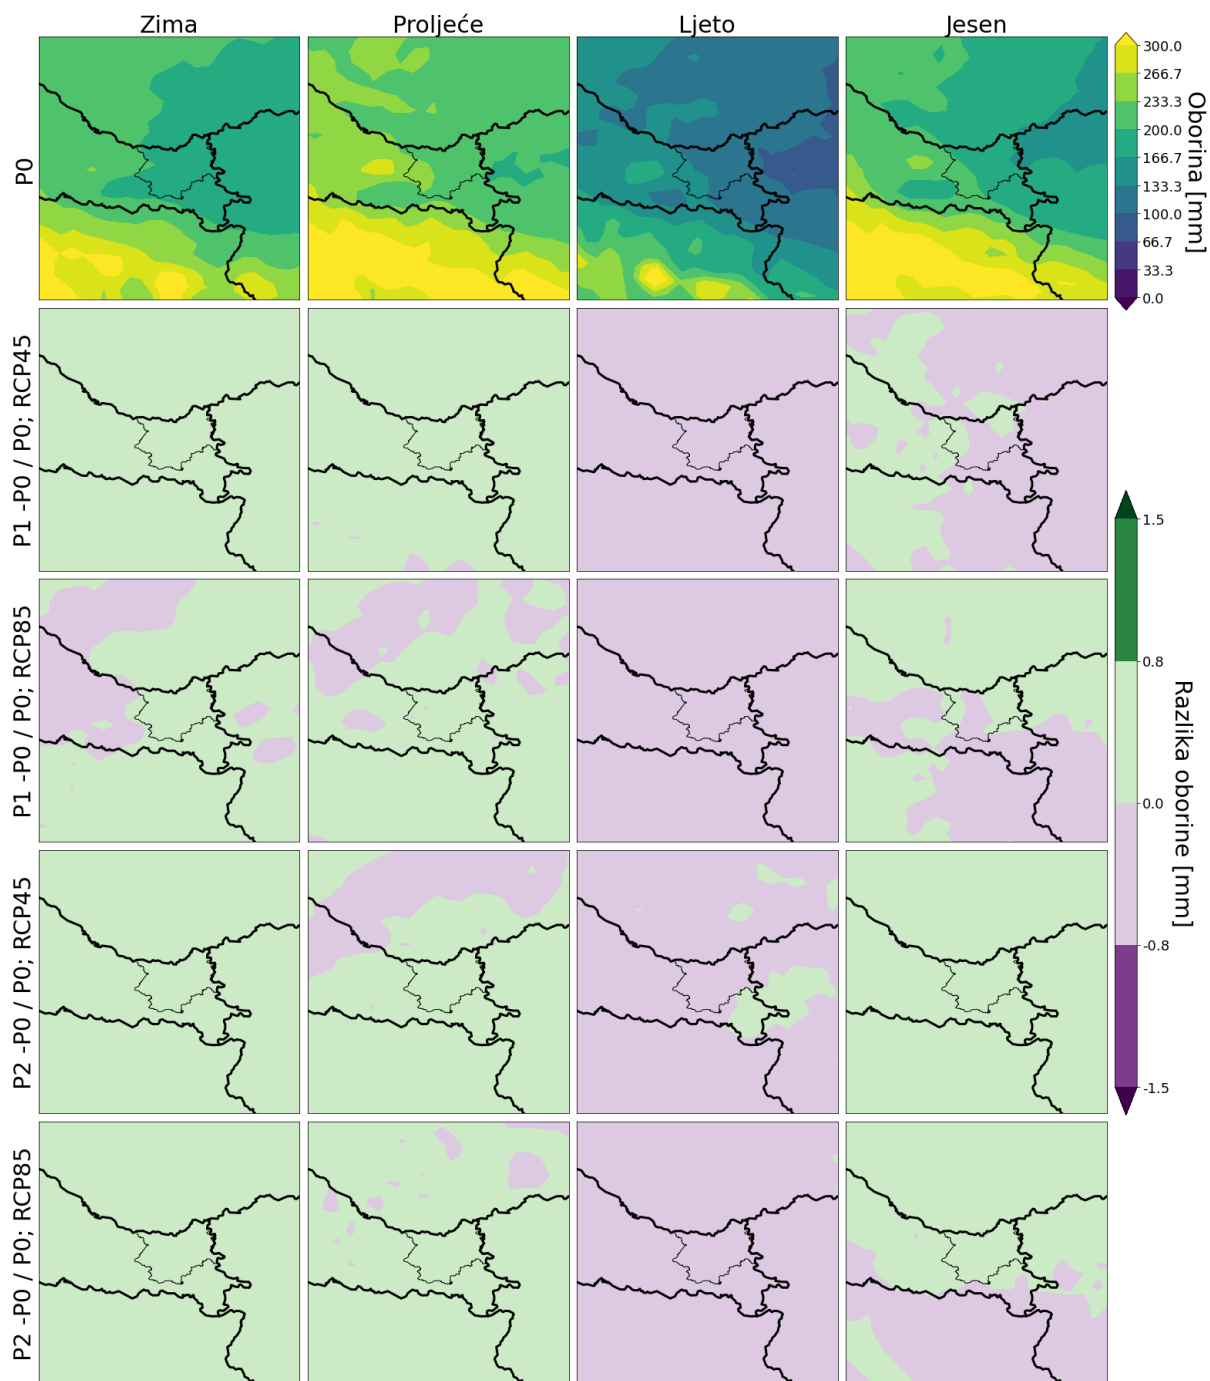 Zima
Proljeće
Ljeto
Jesen
P0
300.0
266.7
233.3
200.0
166.7
133.3
100.0
66.7
33.3
0.0
Oborina [mm]
P1 -P0 / P0; RCP45
P1 -P0 / P0; RCP85
P2 -P0 / P0; RCP45
P2 -P0 / P0; RCP85
1.5
0.8
0.0
-0.8
-1.5
Razlika oborine [mm]